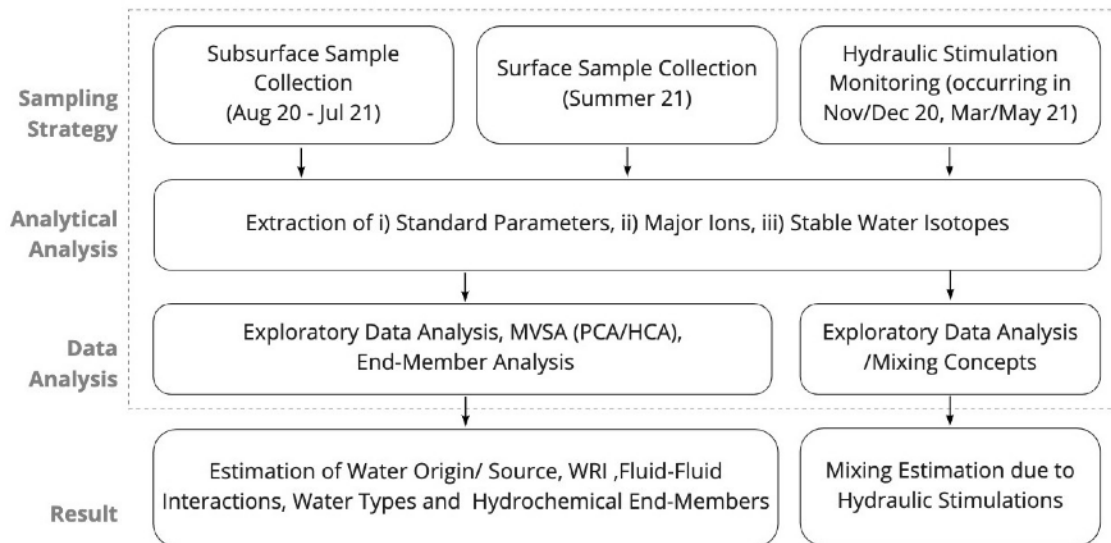 Sampling
Strategy
Subsurface Sample
Collection
(Aug 20 - Jul 21)
Surface Sample Collection
(Summer 21)
Hydraulic Stimulation
Monitoring (occurring in
Nov/Dec 20, Mar/May 21)
Analytical
Analysis
Extraction of i) Standard Parameters, ii) Major Ions, iii) Stable Water Isotopes
Data
Analysis
Exploratory Data Analysis, MVSA (PCA/HCA),
End-Member Analysis
Exploratory Data Analysis
/Mixing Concepts
Result
Estimation of Water Origin/ Source, WRI ,Fluid-Fluid
Interactions, Water Types and Hydrochemical End-Members
Mixing Estimation due to
Hydraulic Stimulations